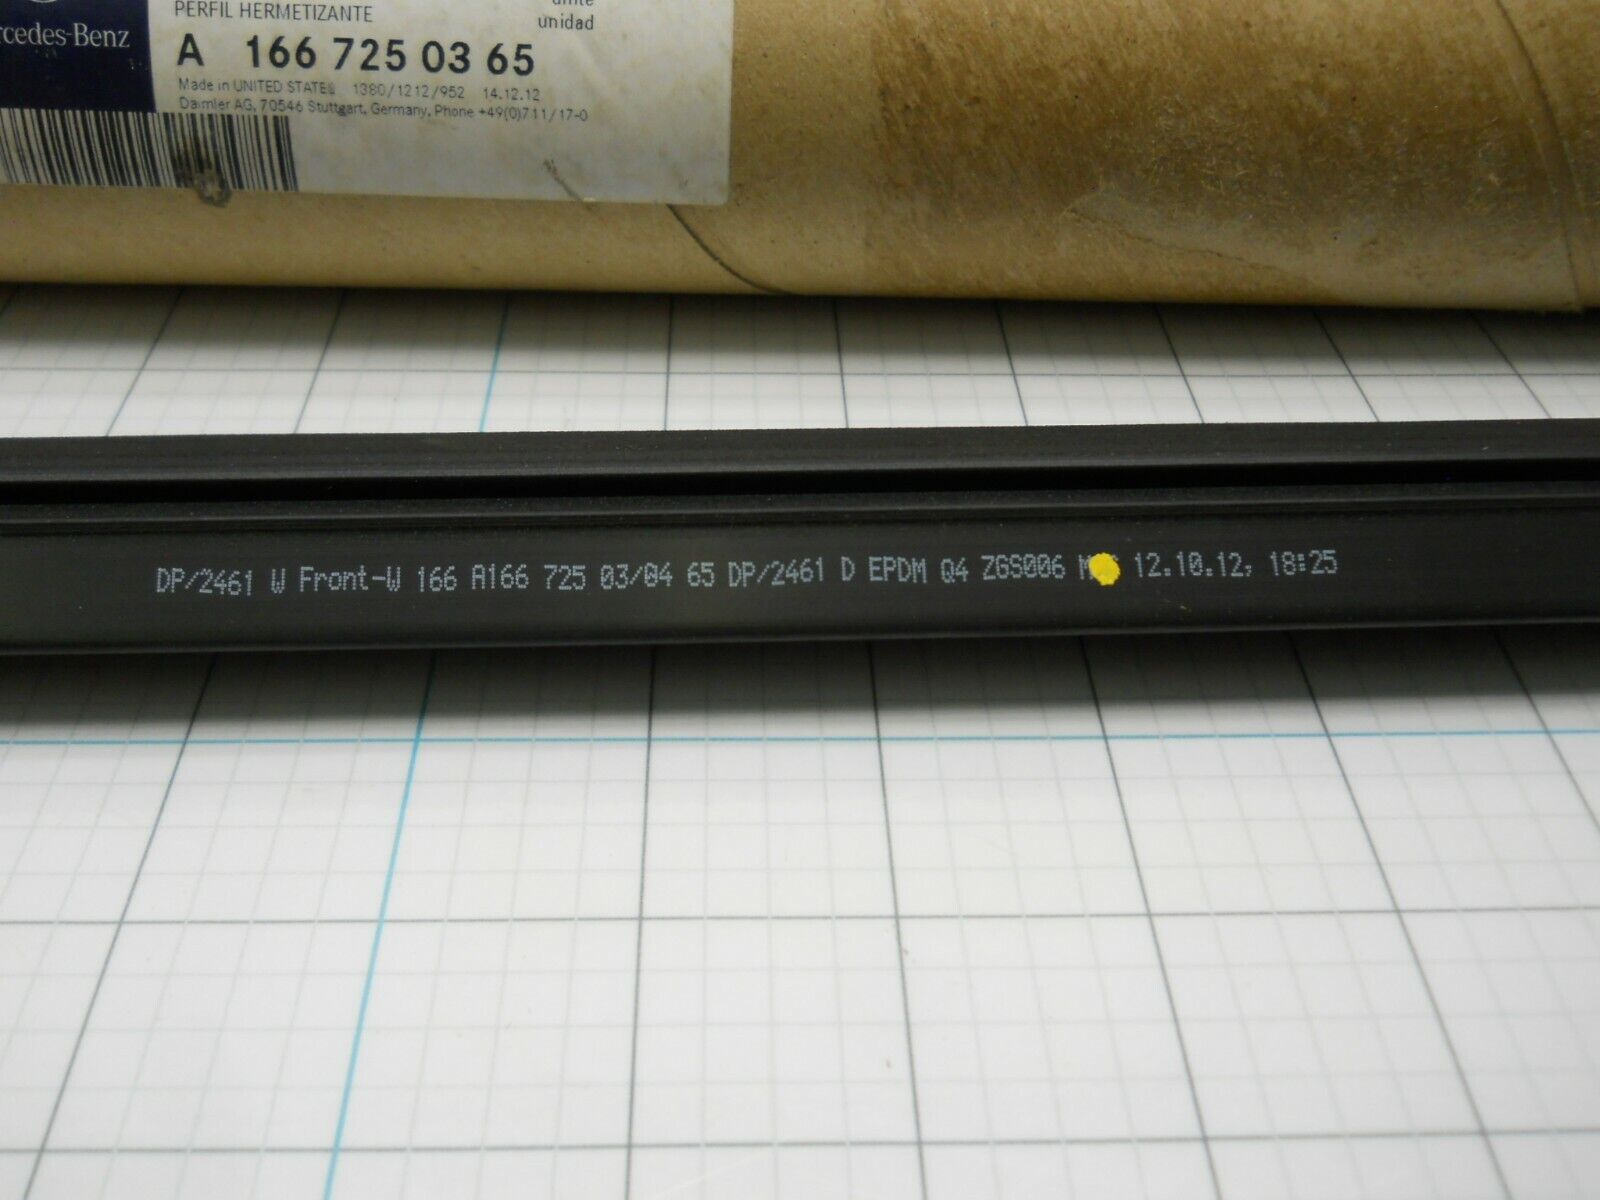 unidad
PERFIL HERMETIZANTE
rcedes-Benz
A 166 725 03 65
Made in UNITED STATES 1380/1212/952 14.12.12
Daimler AG, 70546 Stuttgart, Germany, Phone +49(0)711/17-0
DP/2461 W Front-W 166 A166 725 03/04 65 DP/2461 D EPDM Q4 ZGS006 12.10.12, 18:25